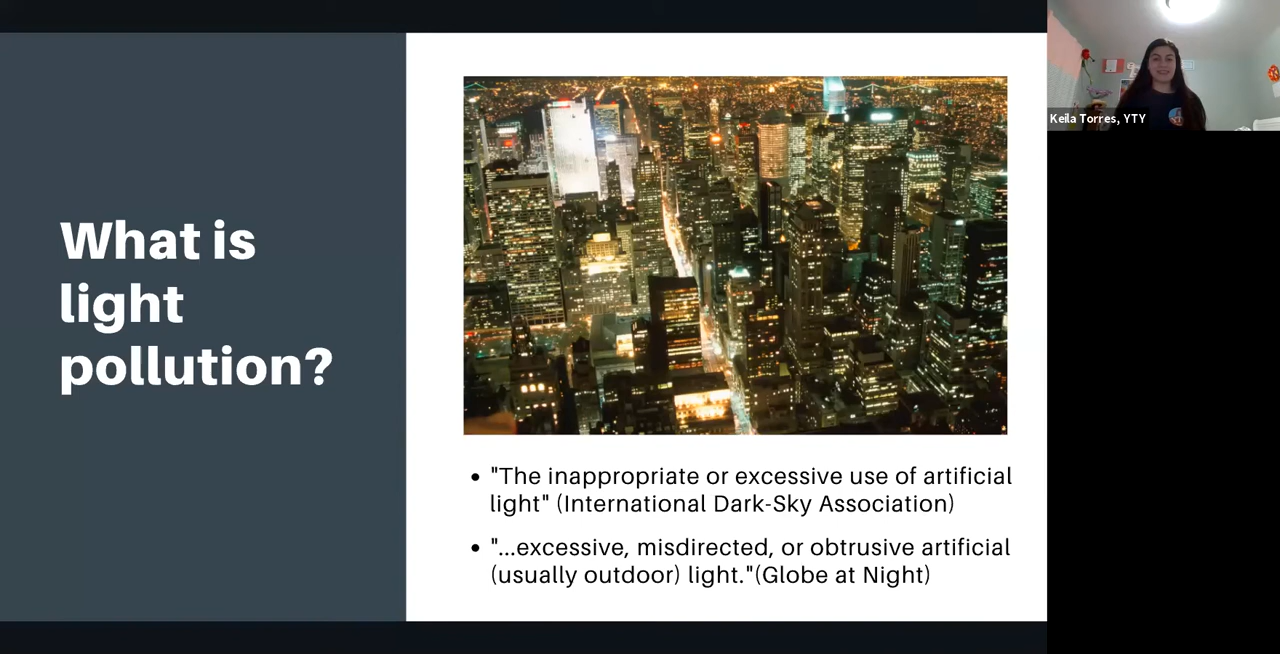 What is
light
pollution?
• "The inappropriate or excessive use of artificial
light" (International Dark-Sky Association)
• "...excessive, misdirected, or obtrusive artificial
(usually outdoor) light."(Globe at Night)
Keila Torres, YTY